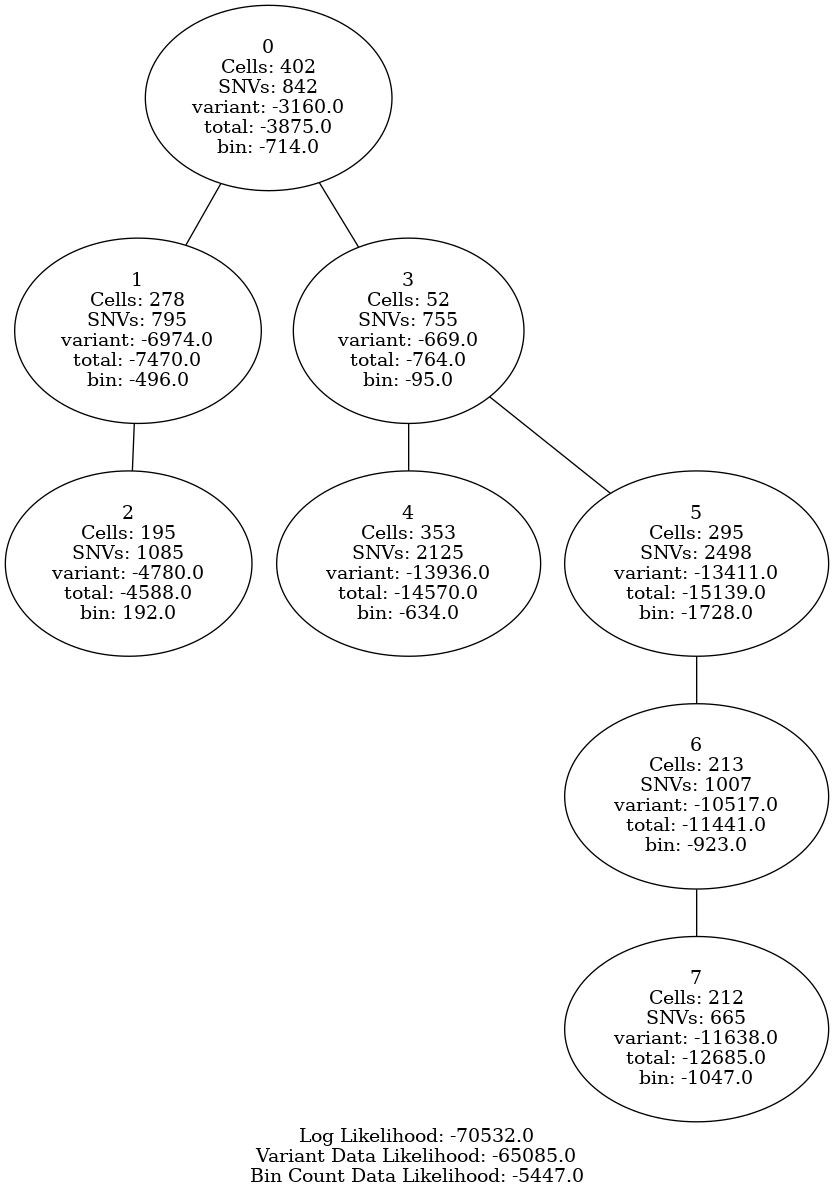 0
Cells: 402
SNVs: 842
variant: -3160.0
total: -3875.0
bin: -714.0
1
Cells: 278
SNVs: 795
variant: -6974.0
total: -7470.0
bin: -496.0
3
Cells: 52
SNVs: 755
variant: -669.0
total: -764.0
bin: -95.0
2
Cells: 195
SNVs: 1085
variant: -4780.0
total: -4588.0
bin: 192.0
4
Cells: 353
SNVs: 2125
variant: -13936.0
total: -14570.0
bin: -634.0
5
Cells: 295
SNVs: 2498
variant: -13411.0
total: -15139.0
bin: -1728.0
6
Cells: 213
SNVs: 1007
variant: -10517.0
total: -11441.0
bin: -923.0
7
Cells: 212
SNVs: 665
variant: -11638.0
total: -12685.0
bin: -1047.0
Log Likelihood: -70532.0
Variant Data Likelihood: -65085.0
Bin Count Data Likelihood: -5447.0